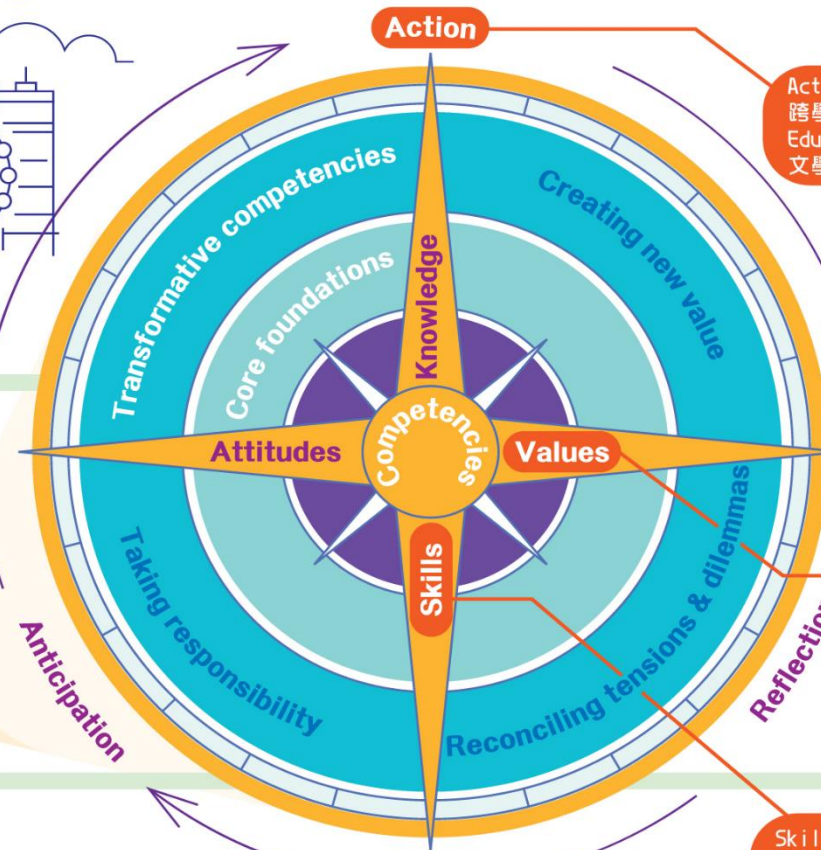 Action
Act
跨學
Edu
文學
Transformative competencies
Creating new value
Core foundations
Knowledge
Competencies
Attitudes
Values
Skills
Taking responsibility
Reconciling tensions & dilemmas
Anticipation
Reflection
Skil